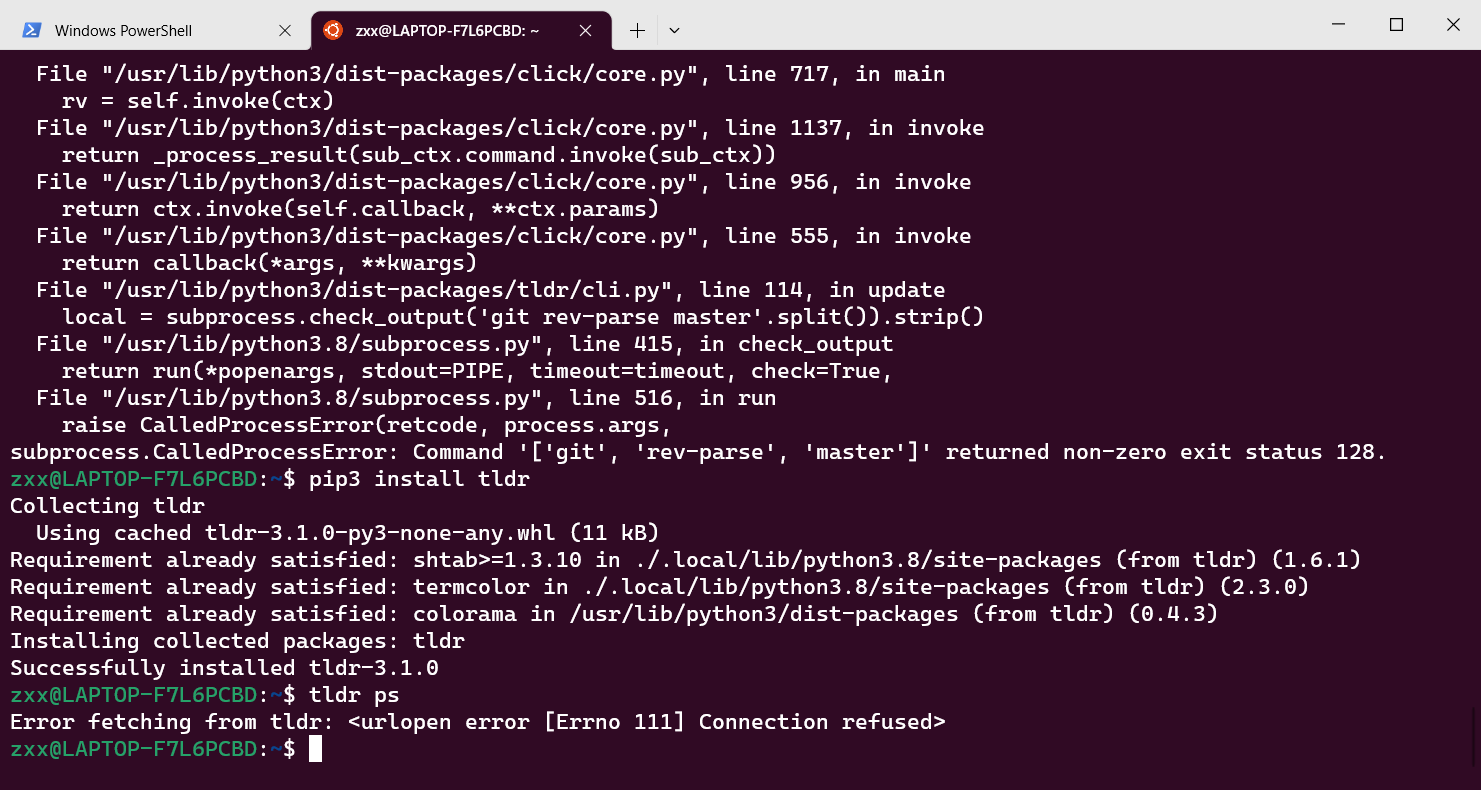 Windows PowerShell
zxx@LAPTOP-F7L6PCBD: ~
  File "/usr/lib/python3/dist-packages/click/core.py", line 717, in main
    rv = self.invoke(ctx)
  File "/usr/lib/python3/dist-packages/click/core.py", line 1137, in invoke
    return _process_result(sub_ctx.command.invoke(sub_ctx))
  File "/usr/lib/python3/dist-packages/click/core.py", line 956, in invoke
    return ctx.invoke(self.callback, **ctx.params)
  File "/usr/lib/python3/dist-packages/click/core.py", line 555, in invoke
    return callback(*args, **kwargs)
  File "/usr/lib/python3/dist-packages/tldr/cli.py", line 114, in update
    local = subprocess.check_output('git rev-parse master'.split()).strip()
  File "/usr/lib/python3.8/subprocess.py", line 415, in check_output
    return run(*popenargs, stdout=PIPE, timeout=timeout, check=True,
  File "/usr/lib/python3.8/subprocess.py", line 516, in run
    raise CalledProcessError(retcode, process.args,
subprocess.CalledProcessError: Command '['git', 'rev-parse', 'master']' returned non-zero exit status 128.
zxx@LAPTOP-F7L6PCBD:~$ pip3 install tldr
Collecting tldr
  Using cached tldr-3.1.0-py3-none-any.whl (11 kB)
Requirement already satisfied: shtab>=1.3.10 in ./.local/lib/python3.8/site-packages (from tldr) (1.6.1)
Requirement already satisfied: termcolor in ./.local/lib/python3.8/site-packages (from tldr) (2.3.0)
Requirement already satisfied: colorama in /usr/lib/python3/dist-packages (from tldr) (0.4.3)
Installing collected packages: tldr
Successfully installed tldr-3.1.0
zxx@LAPTOP-F7L6PCBD:~$ tldr ps
Error fetching from tldr: <urlopen error [Errno 111] Connection refused>
zxx@LAPTOP-F7L6PCBD:~$